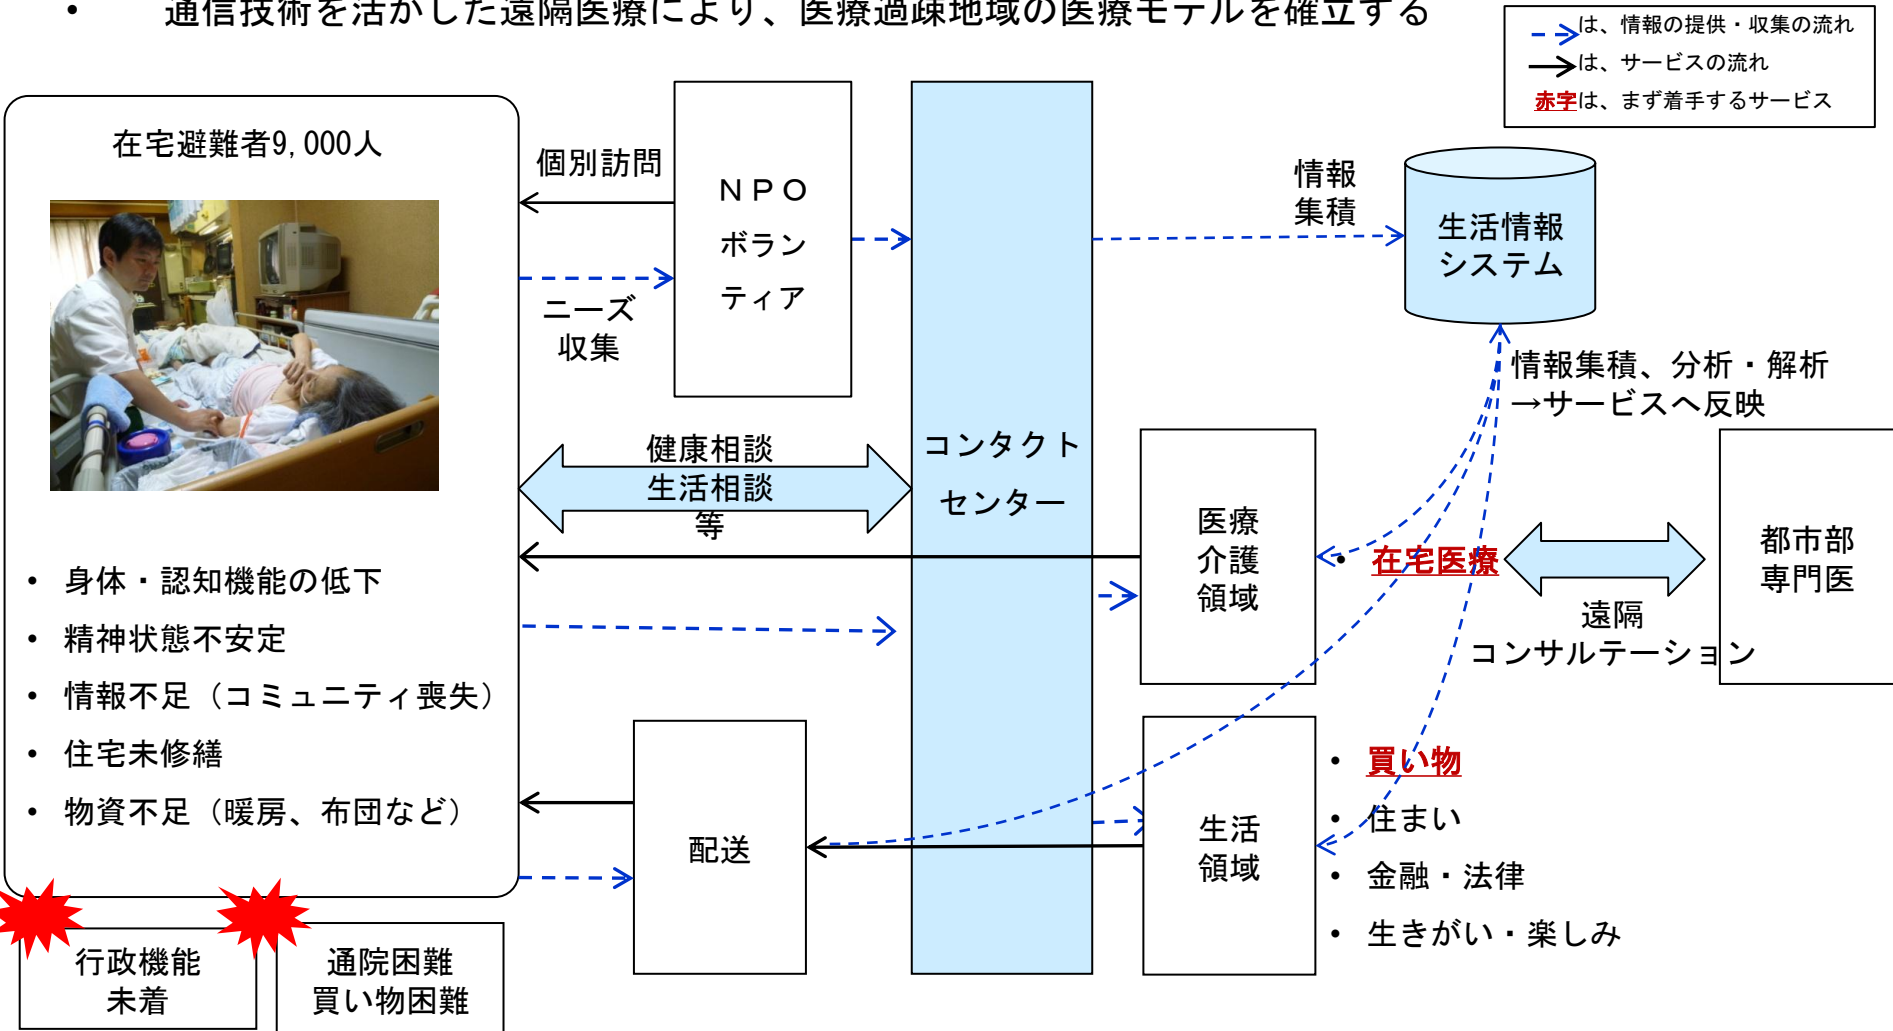 • 通信技術を活かした遠隔医療により、医療過疎地域の医療モデルを確立する
は、情報の提供・収集の流れ
は、サービスの流れ
赤字は、まず着手するサービス
在宅避難者9,000人
• 身体・認知機能の低下
• 精神状態不安定
• 情報不足（コミュニティ喪失）
• 住宅未修繕
• 物資不足（暖房、布団など）
行政機能
未着
通院困難
買い物困難
個別訪問
ニーズ
収集
NPO
ボラン
ティア
健康相談
生活相談
等
配送
コンタクト
センター
情報
集積
生活情報
システム
情報集積、分析・解析
→サービスへ反映
医療
介護
領域
• 在宅医療
遠隔
コンサルテーション
都市部
専門医
生活
領域
• 買い物
• 住まい
• 金融・法律
• 生きがい・楽しみ